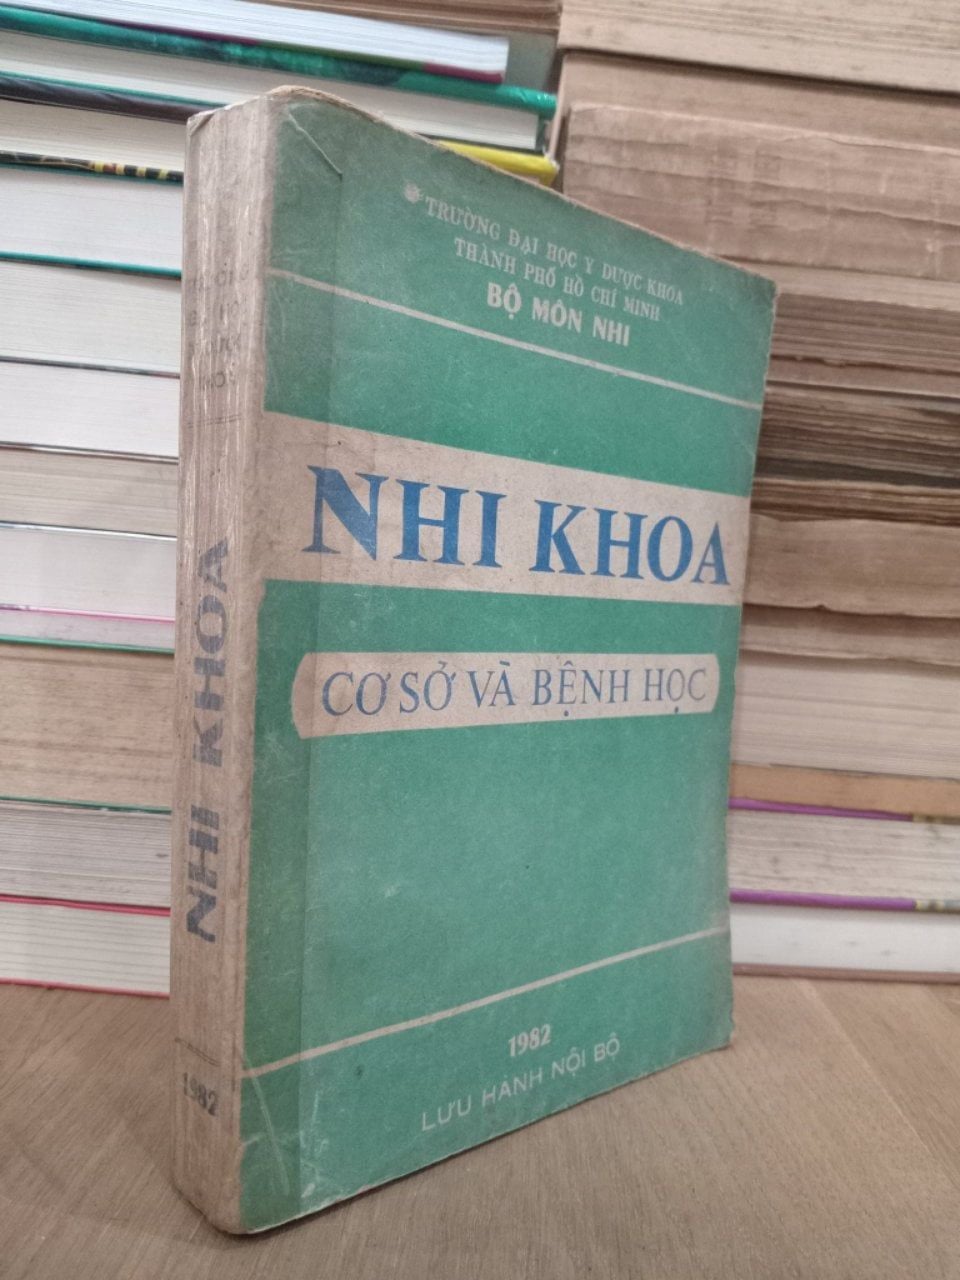 TRƯỜNG ĐẠI HỌC Y DƯỢC KHOA
THÀNH PHỐ HỒ CHÍ MINH
BỘ MÔN NHI
NHI KHOA
CƠ SỞ VÀ BỆNH HỌC
1982
LƯU HÀNH NỘI BỘ
NHI KHOA
1982